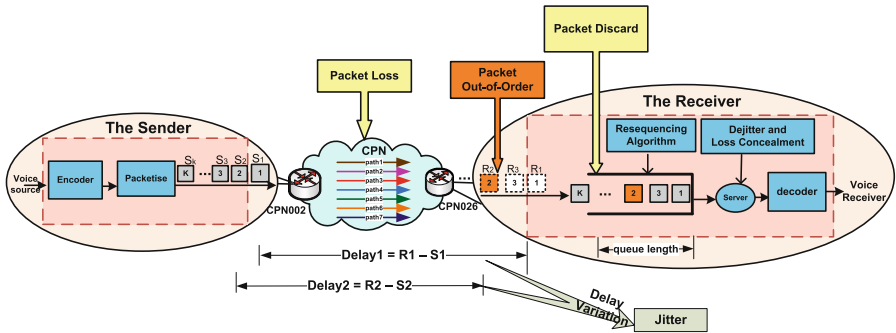 Packet Discard
Packet Loss
Packet
Out-of-Order
The Sender
The Receiver
Voice
source
Encoder
Packetise
Sk
S3
S2
S1
K
...
3
2
1
CPN
path1
path2
path3
path4
path5
path6
path7
CPN002
CPN026
...
R2
R3
R1
2
3
1
Resequencing
Algorithm
Dejitter and
Loss Concealment
K
...
2
3
1
Server
decoder
Voice
Receiver
queue length
Delay1 = R1 – S1
Delay2 = R2 – S2
Delay
Variation
Jitter